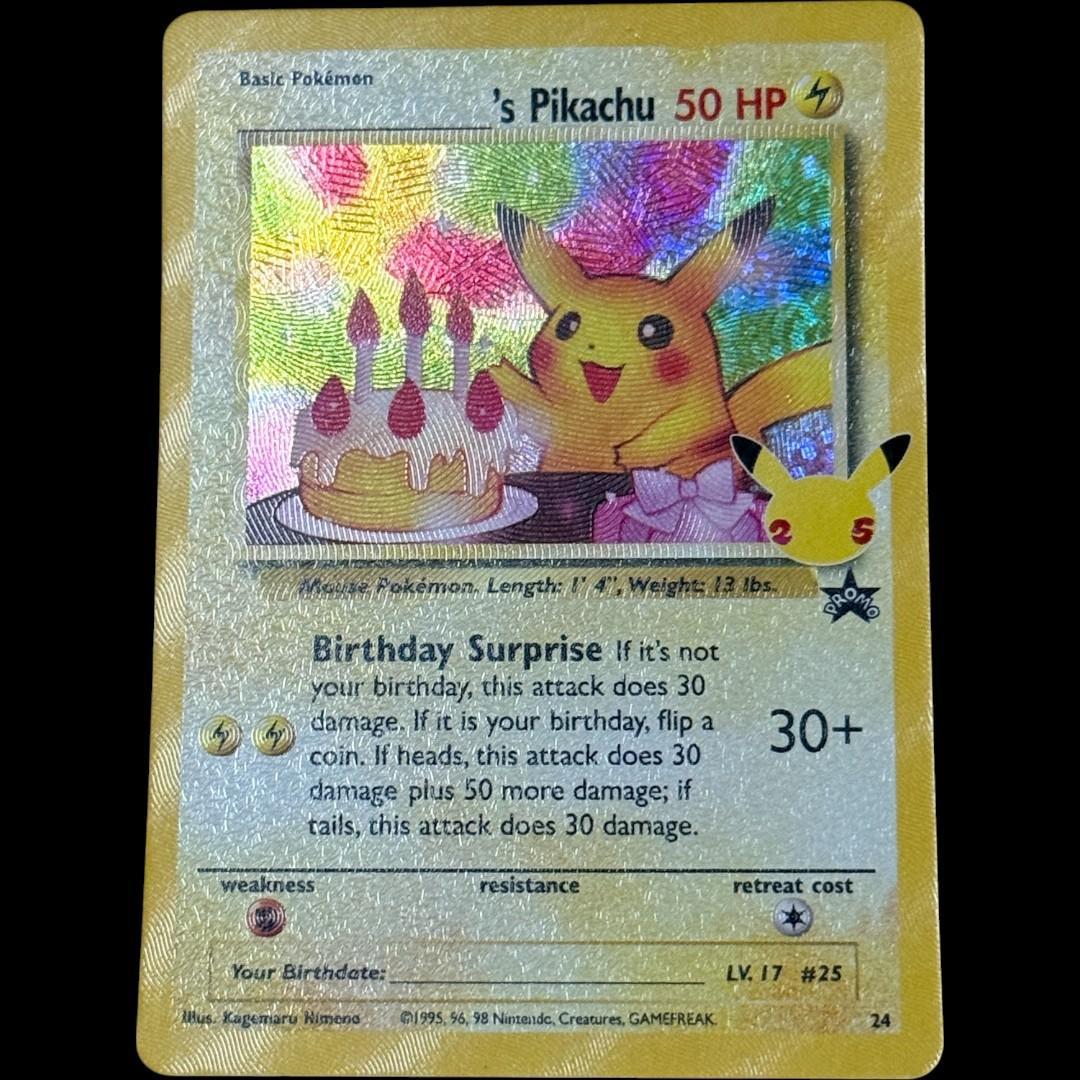 Basic Pokémon
's Pikachu 50 HP
25
Mouse Pokémon. Length: 1' 4", Weight: 13 lbs.
PROMO
Birthday Surprise If it's not
your birthday, this attack does 30
damage. If it is your birthday, flip a
coin. If heads, this attack does 30
damage plus 50 more damage; if
tails, this attack does 30 damage.
30+
weakness resistance retreat cost
Your Birthdate: LV. 17 #25
Illus. Kagemaru Himeno ©1995, 96, 98 Nintendo, Creatures, GAMEFREAK. 24